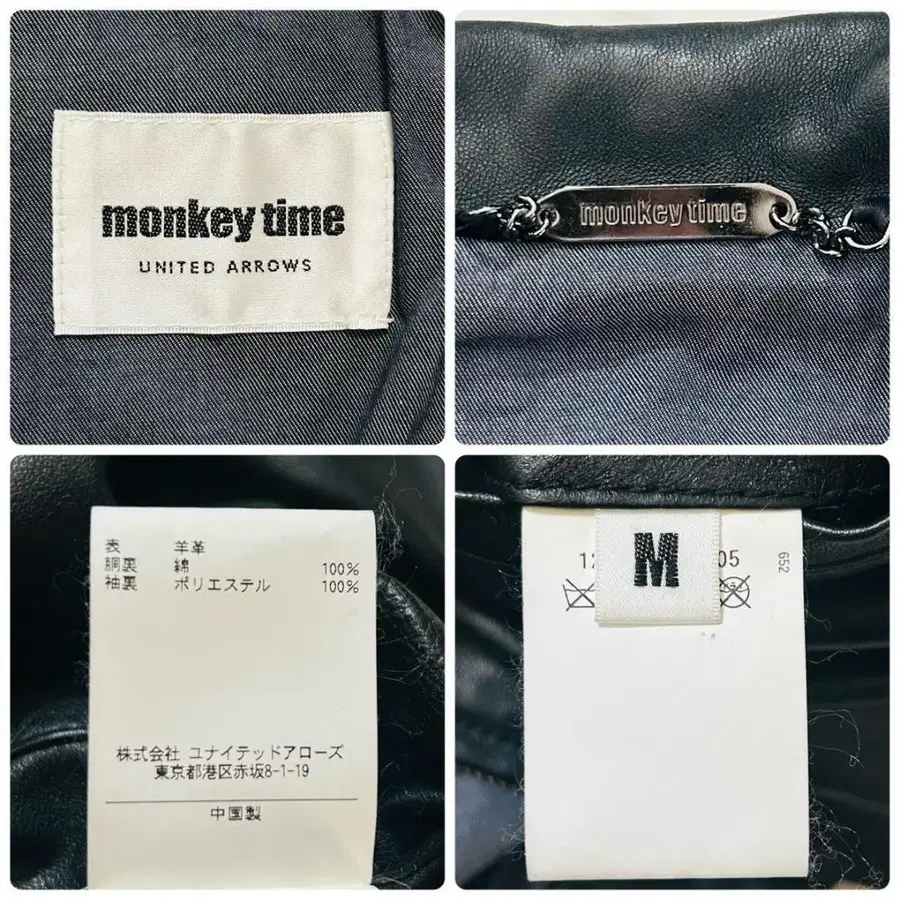 monkey time
UNITED ARROWS
monkey time
表 羊革
胴裏 綿 100%
袖裏 ポリエステル 100%
株式会社 ユナイテッドアローズ
東京都港区赤坂8-1-19
中国製
M
12 05
652